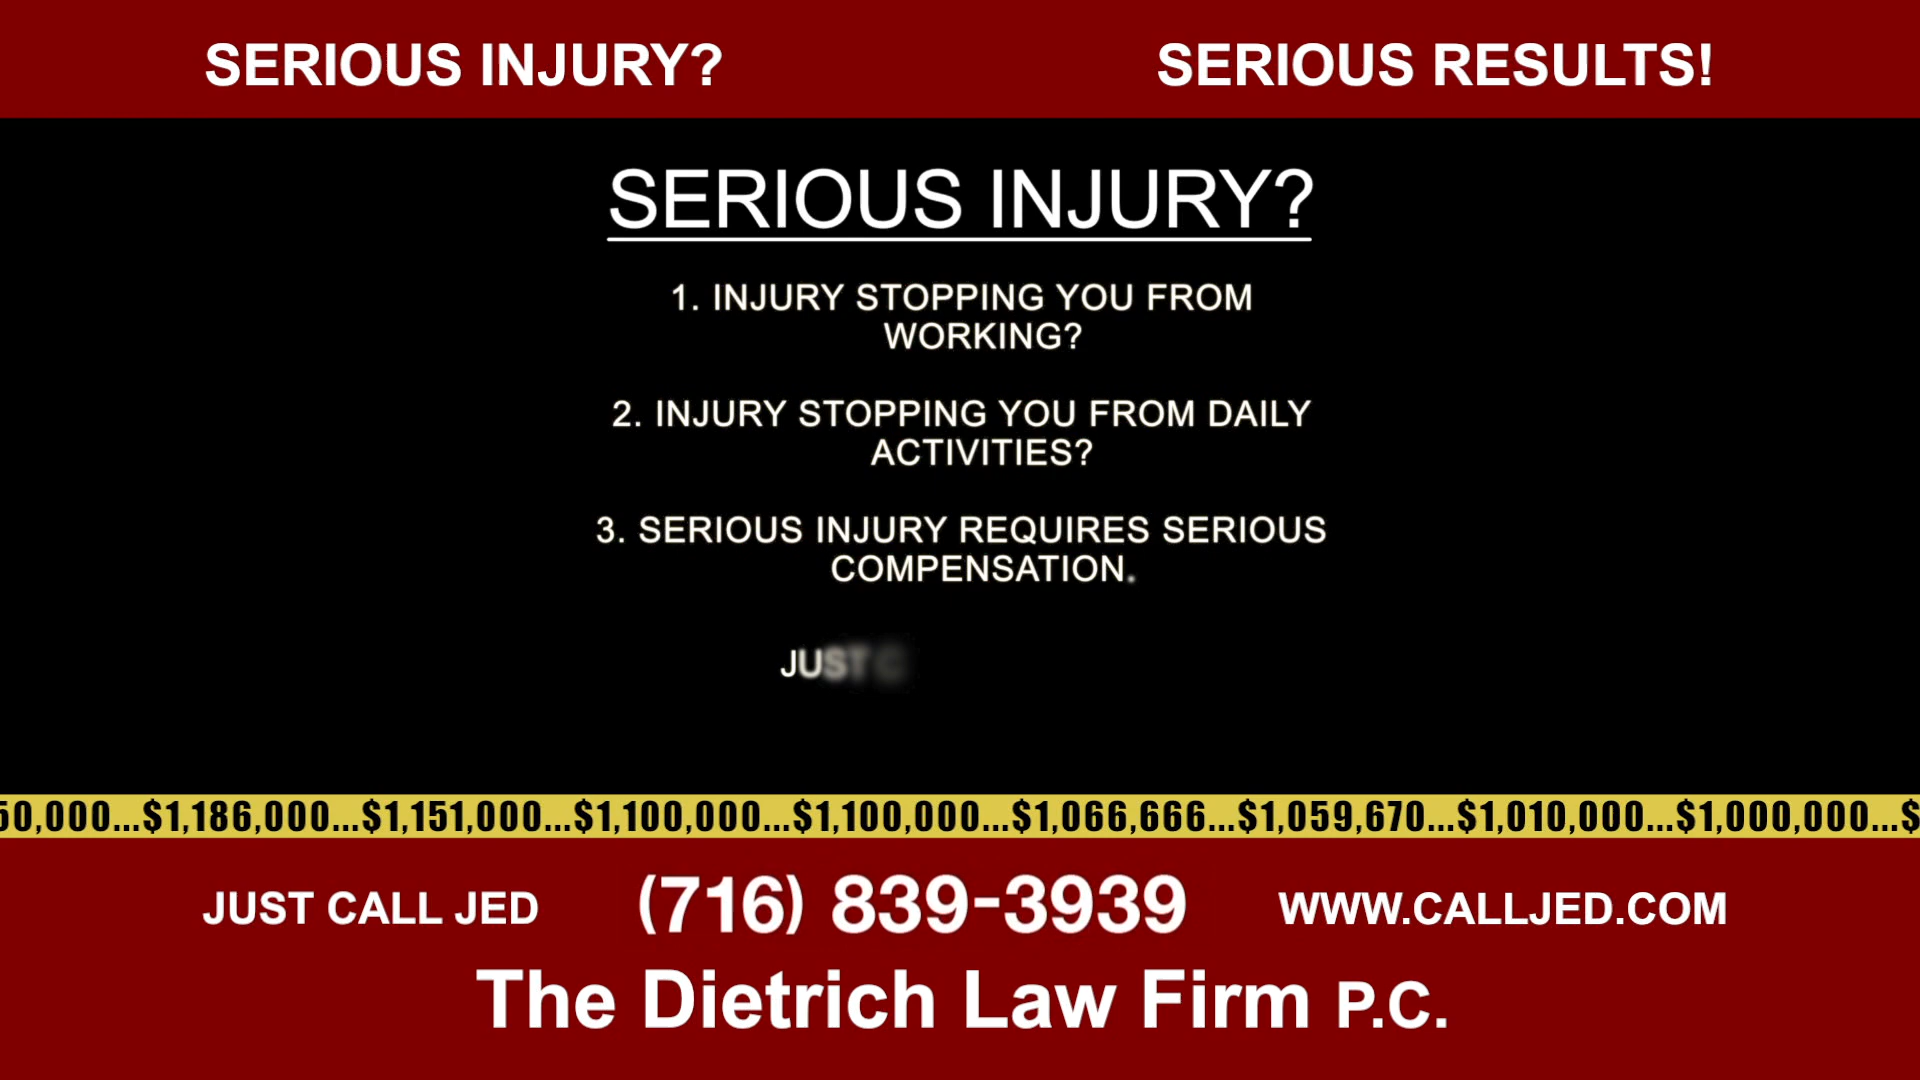 SERIOUS INJURY? SERIOUS RESULTS!
SERIOUS INJURY?
1. INJURY STOPPING YOU FROM
WORKING?
2. INJURY STOPPING YOU FROM DAILY
ACTIVITIES?
3. SERIOUS INJURY REQUIRES SERIOUS
COMPENSATION.
JUST C
50,000...$1,186,000...$1,151,000...$1,100,000...$1,100,000...$1,066,666...$1,059,670...$1,010,000...$1,000,000...$
JUST CALL JED (716) 839-3939 WWW.CALLJED.COM
The Dietrich Law Firm P.C.